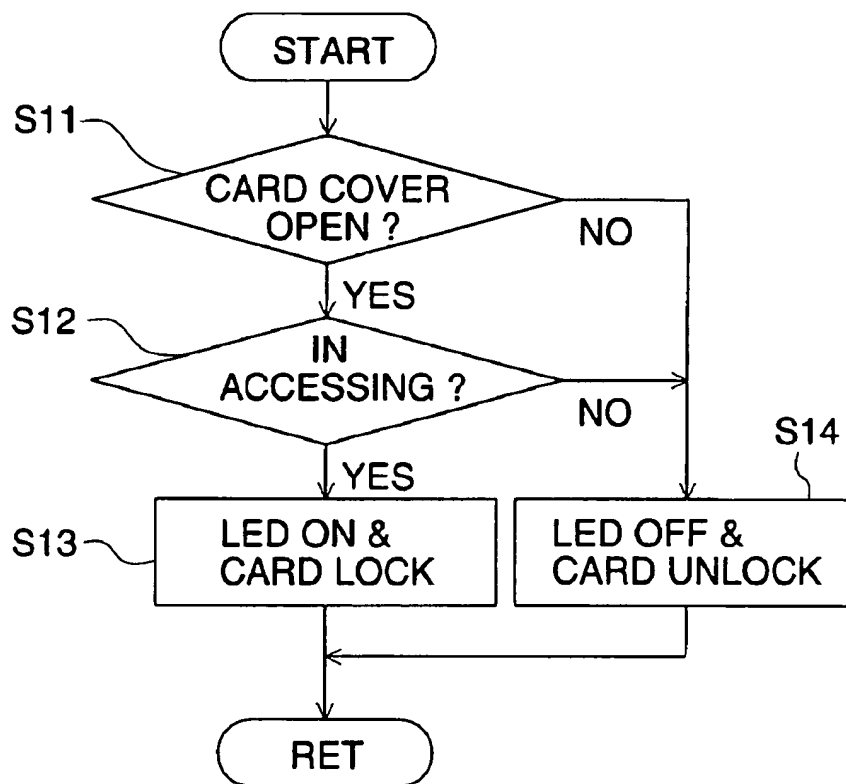 START
S11
CARD COVER
OPEN ?
NO
YES
S12
IN
ACCESSING ?
NO
YES
S14
S13
LED ON &
CARD LOCK
LED OFF &
CARD UNLOCK
RET